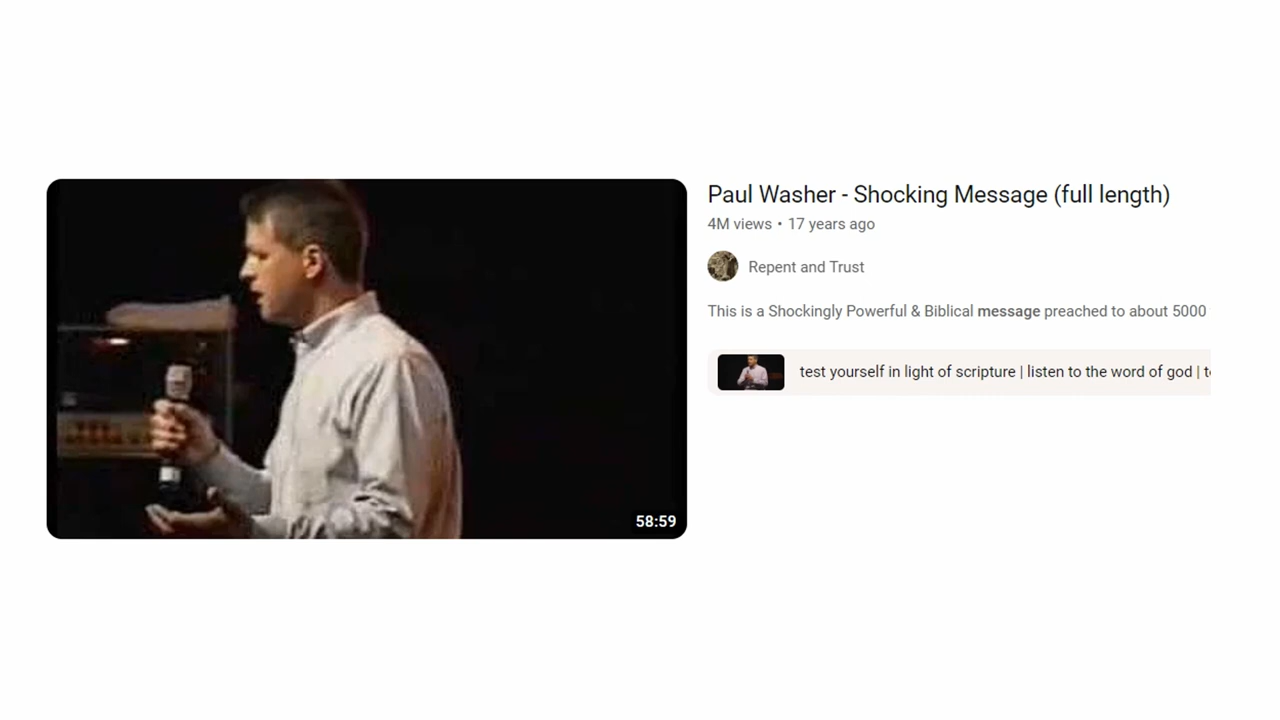 Paul Washer - Shocking Message (full length)
4M views • 17 years ago
Repent and Trust
This is a Shockingly Powerful & Biblical message preached to about 5000
test yourself in light of scripture | listen to the word of god |
58:59